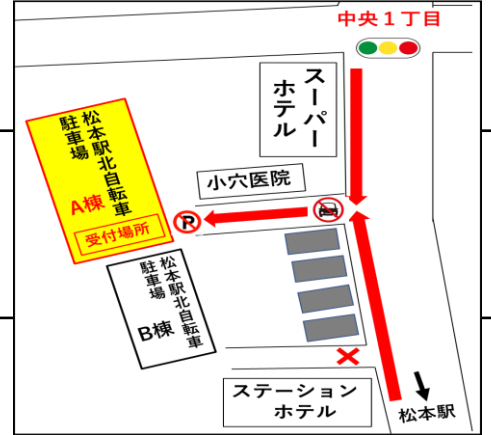 中央１丁目
スーパー
ホテル
松本駅北自転車
駐車場
A棟
受付場所
小穴医院
P
松本駅北自転車
駐車場
B棟
ステーション
ホテル
松本駅